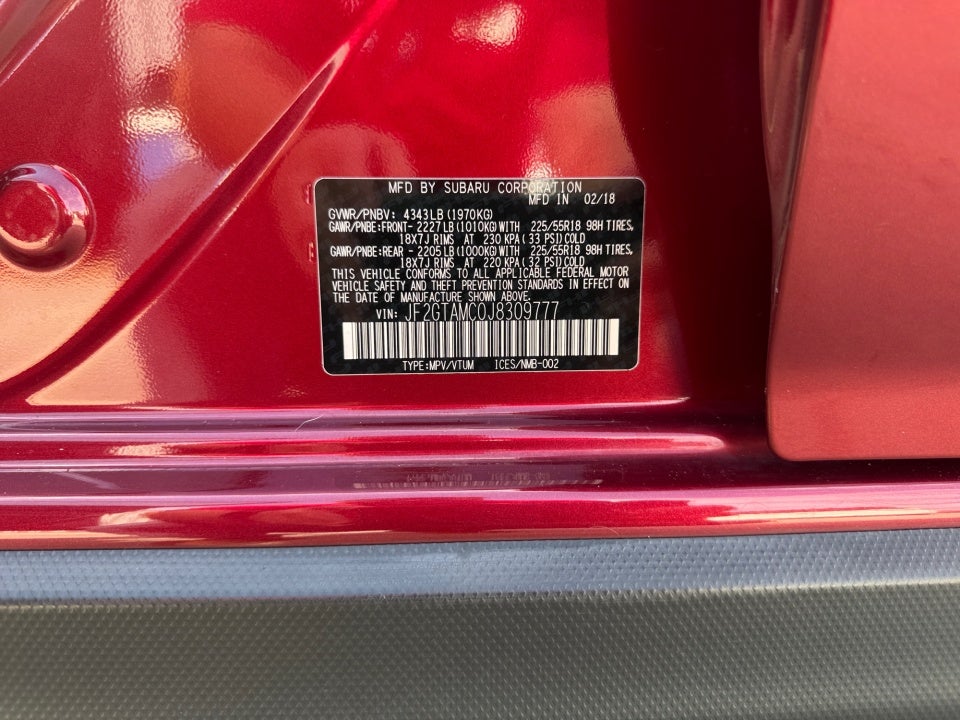 MFD BY SUBARU CORPORATION
MFD IN 02/18
GVWR/PNBV: 4343LB(1970KG)
GAWR/PNBE:FRONT- 2227LB(1010KG)WITH 225/55R18 98H TIRES,
18X7J RIMS AT 230 KPA(33 PSI)COLD
GAWR/PNBE:REAR - 2205LB(1000KG)WITH 225/55R18 98H TIRES,
18X7J RIMS AT 220 KPA(32 PSI)COLD
THIS VEHICLE CONFORMS TO ALL APPLICABLE FEDERAL MOTOR
VEHICLE SAFETY AND THEFT PREVENTION STANDARDS IN EFFECT ON
THE DATE OF MANUFACTURE SHOWN ABOVE.
VIN: JF2GTAMC0J8309777
TYPE:MPV/VTUM ICES/NMB-002